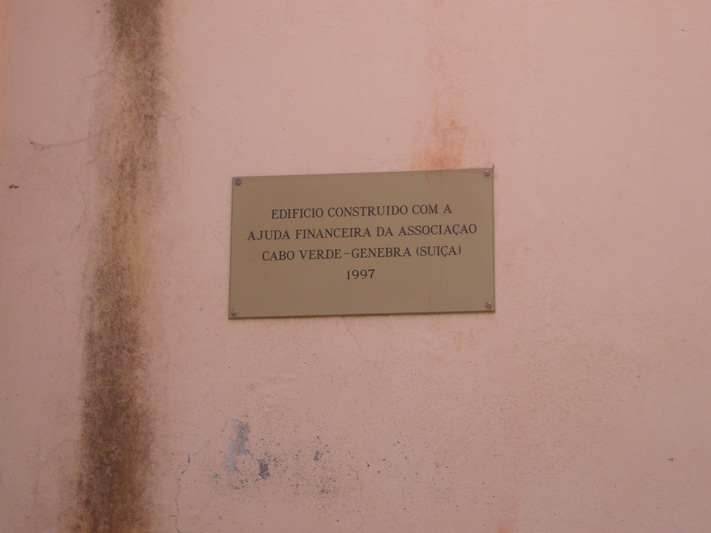 EDIFICIO CONSTRUIDO COM A
AJUDA FINANCEIRA DA ASSOCIAÇAO
CABO VERDE-GENEBRA (SUIÇA)
1997